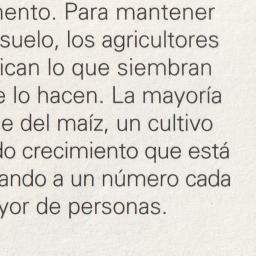 mento. Para mantener
suelo, los agricultores
ican lo que siembran
e lo hacen. La mayoría
e del maíz, un cultivo
do crecimiento que está
ando a un número cada
yor de personas.